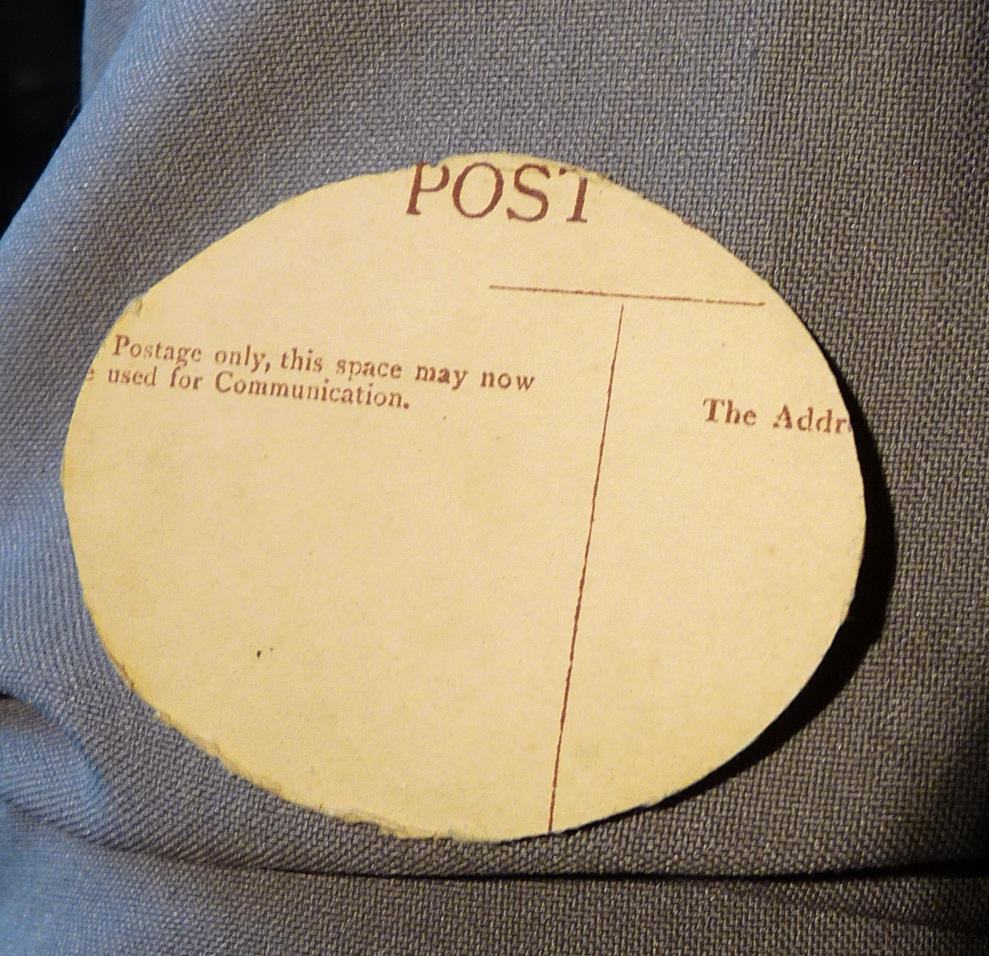 POST
Postage only, this space may now
e used for Communication.
The Addr